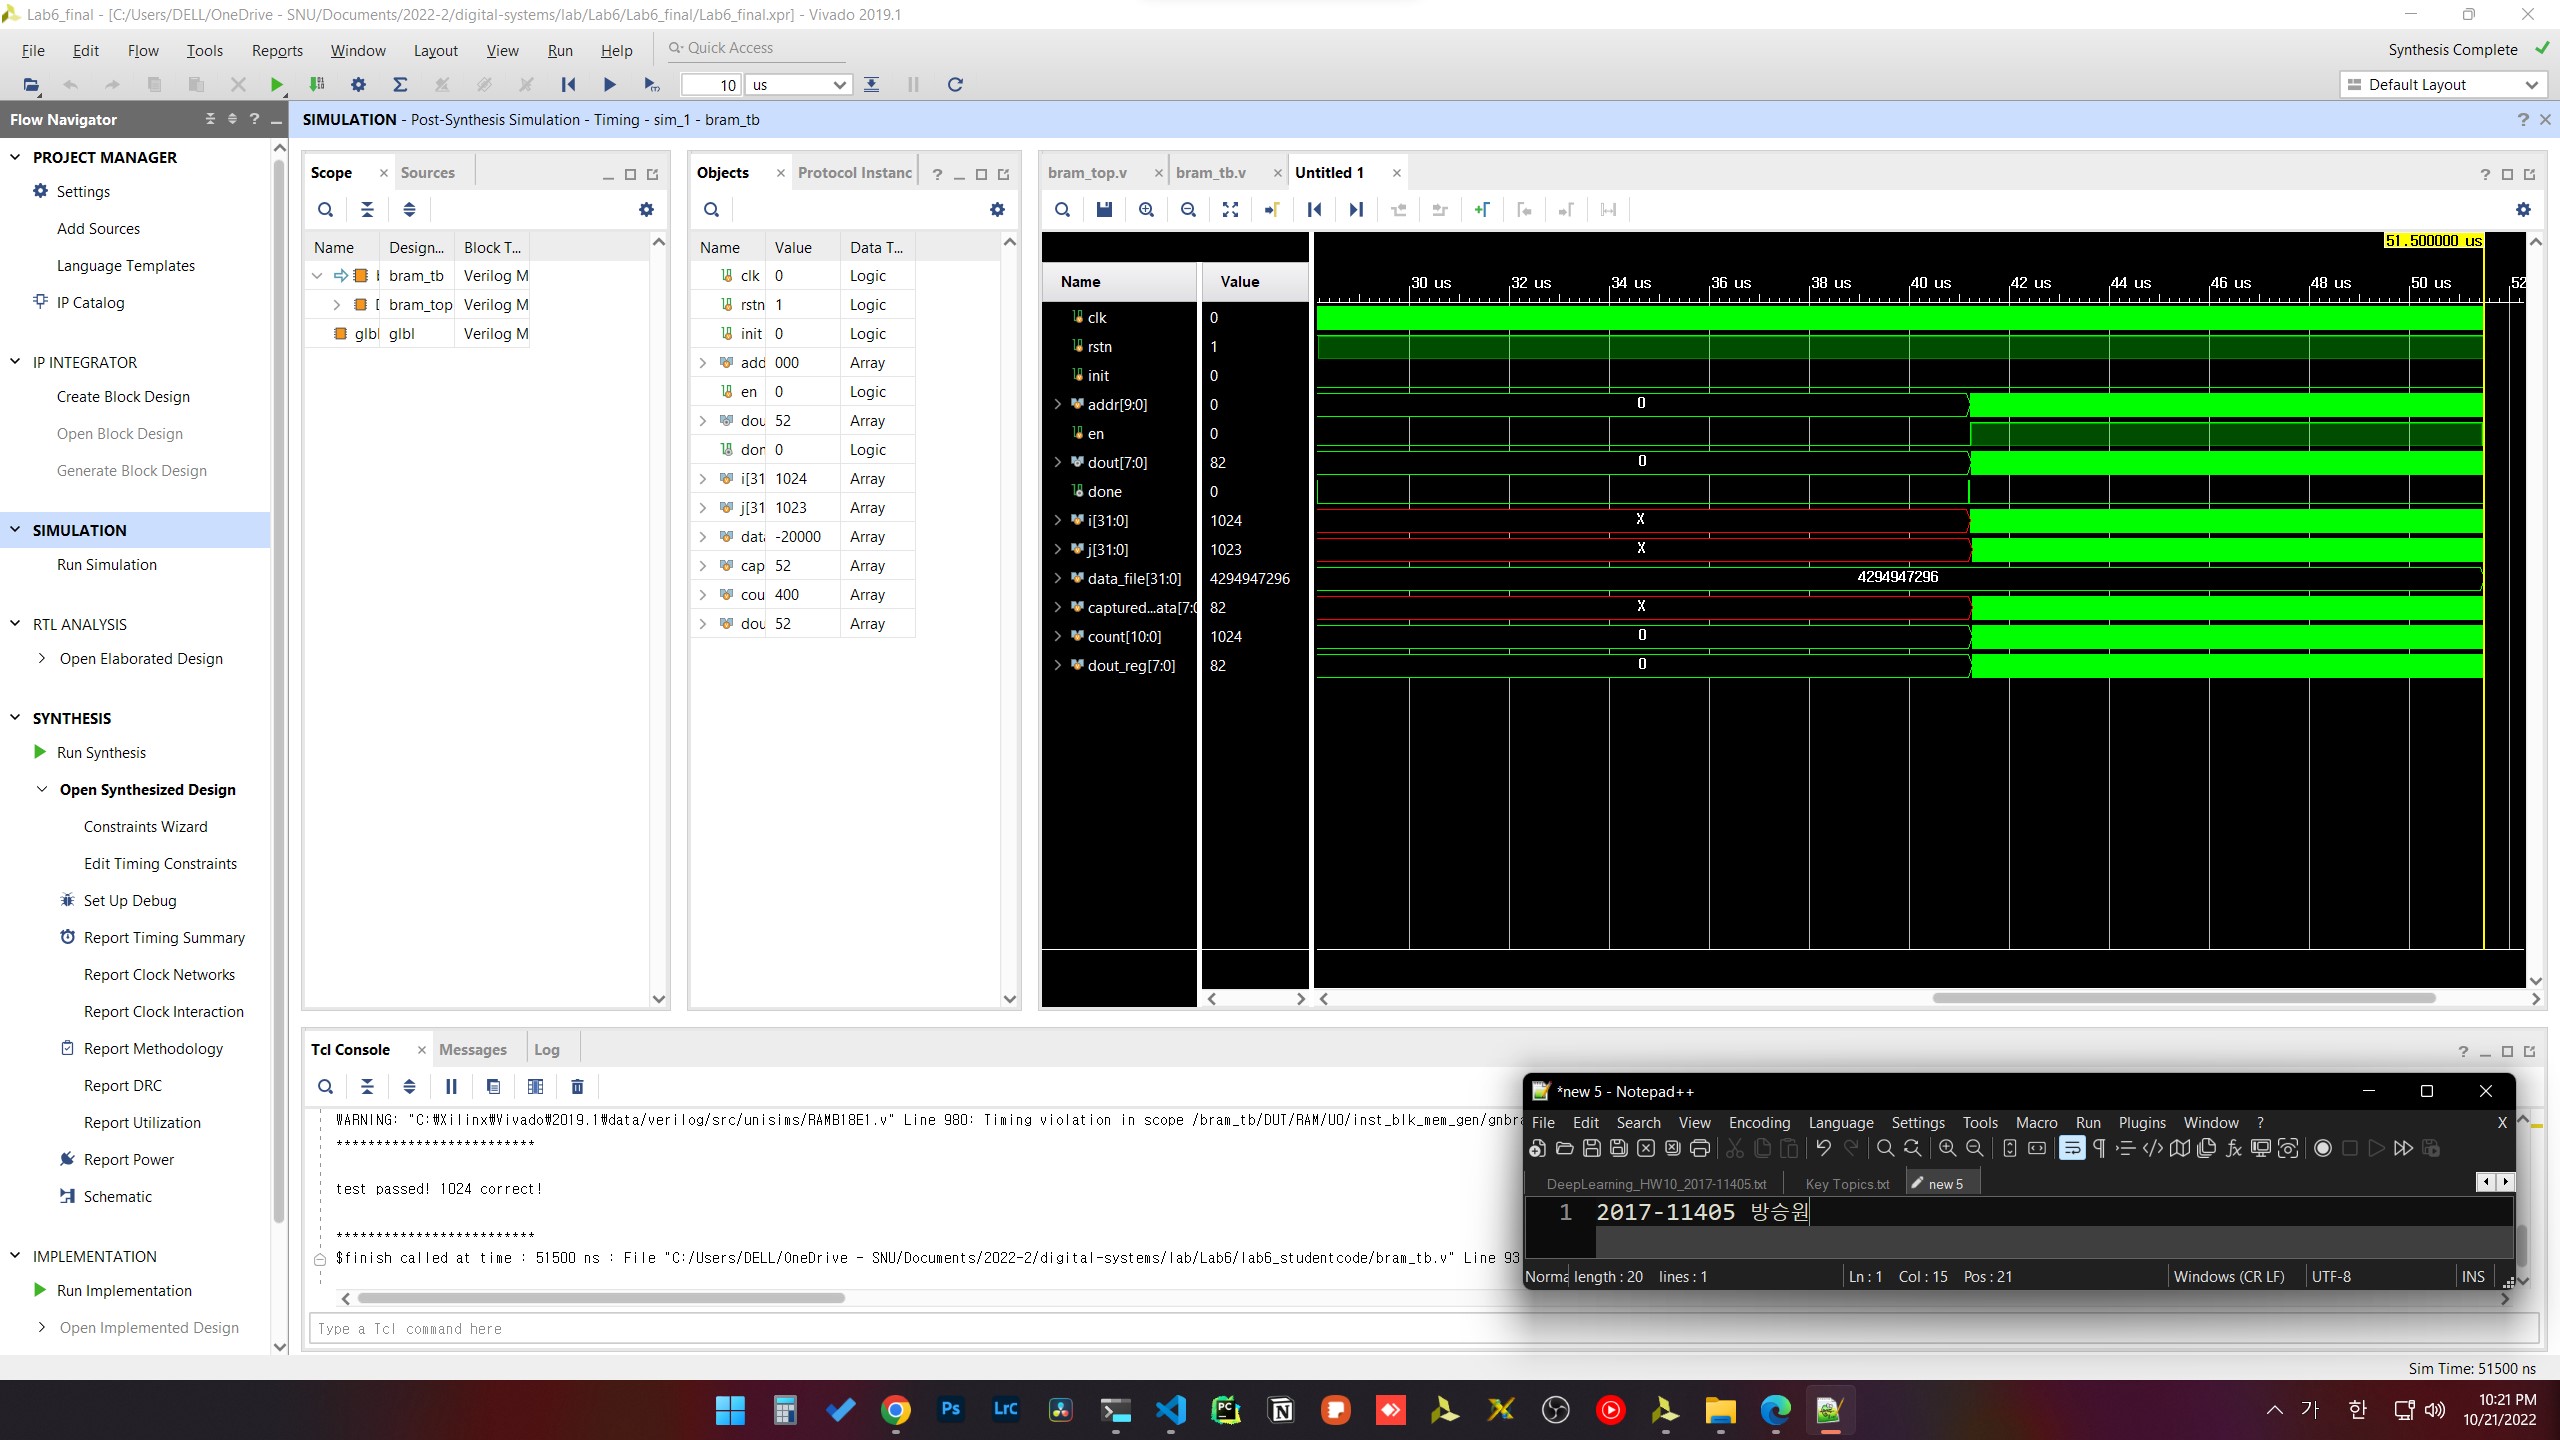 Lab6_final - [C:/Users/DELL/OneDrive - SNU/Documents/2022-2/digital-systems/lab/Lab6/Lab6_final/Lab6_final.xpr] - Vivado 2019.1
File Edit Flow Tools Reports Window Layout View Run Help Quick Access
Synthesis Complete
10 us
Default Layout
Flow Navigator
SIMULATION - Post-Synthesis Simulation - Timing - sim_1 - bram_tb
PROJECT MANAGER
Settings
Add Sources
Language Templates
IP Catalog
IP INTEGRATOR
Create Block Design
Open Block Design
Generate Block Design
SIMULATION
Run Simulation
RTL ANALYSIS
Open Elaborated Design
SYNTHESIS
Run Synthesis
Open Synthesized Design
Constraints Wizard
Edit Timing Constraints
Set Up Debug
Report Timing Summary
Report Clock Networks
Report Clock Interaction
Report Methodology
Report DRC
Report Utilization
Report Power
Schematic
IMPLEMENTATION
Run Implementation
Open Implemented Design
Scope Sources
Name Design... Block T...
bram_tb Verilog M
bram_top Verilog M
glbl glbl Verilog M
Objects Protocol Instanc
Name Value Data T...
clk 0 Logic
rstn 1 Logic
init 0 Logic
add 000 Array
en 0 Logic
dou 52 Array
don 0 Logic
i[31 1024 Array
j[31 1023 Array
data -20000 Array
cap 52 Array
cou 400 Array
dou 52 Array
bram_top.v bram_tb.v Untitled 1
51.500000 us
Name Value
30 us 32 us 34 us 36 us 38 us 40 us 42 us 44 us 46 us 48 us 50 us 52
clk 0
rstn 1
init 0
addr[9:0] 0 0
en 0
dout[7:0] 82 0
done 0
i[31:0] 1024 X
j[31:0] 1023 X
data_file[31:0] 4294947296 4294947296
captured...ata[7:0 82 X
count[10:0] 1024 0
dout_reg[7:0] 82 0
Tcl Console Messages Log
WARNING: "C:₩Xilinx₩Vivado₩2019.1₩data/verilog/src/unisims/RAMB18E1.v" Line 980: Timing violation in scope /bram_tb/DUT/RAM/U0/inst_blk_mem_gen/gnbra
************************
test passed! 1024 correct!
************************
$finish called at time : 51500 ns : File "C:/Users/DELL/OneDrive - SNU/Documents/2022-2/digital-systems/lab/Lab6/lab6_studentcode/bram_tb.v" Line 93
Type a Tcl command here
*new 5 - Notepad++
File Edit Search View Encoding Language Settings Tools Macro Run Plugins Window ? X
DeepLearning_HW10_2017-11405.txt Key Topics.txt new 5
1 2017-11405 방승원
Norma length : 20 lines : 1 Ln : 1 Col : 15 Pos : 21 Windows (CR LF) UTF-8 INS
Sim Time: 51500 ns
Ps LrC PC N
가 한
10:21 PM
10/21/2022